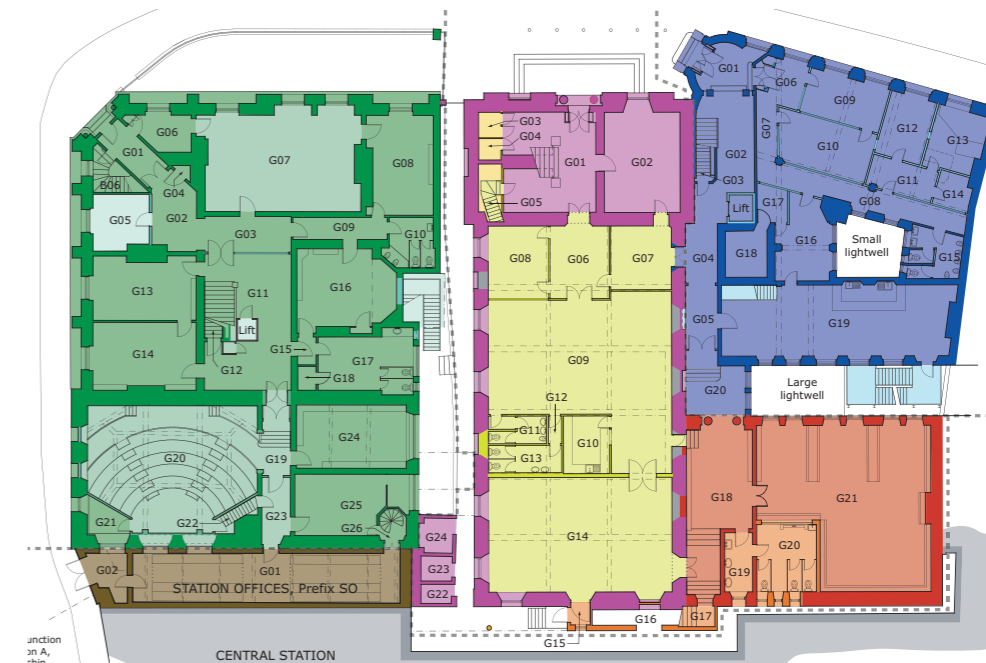 G06
G01
B06
G05
G04
G02
G07
G08
G03
G09
G10
G13
G14
G11
Lift
G12
G15
G16
G17
G18
G20
G19
G24
G21
G22
G23
G25
G26
G02
G01
STATION OFFICES, Prefix SO
unction
on A,
CENTRAL STATION
G03
G04
G01
G02
G05
G08
G06
G07
G09
G12
G11
G10
G13
G14
G24
G23
G22
G15
G16
G17
G01
G06
G09
G07
G10
G12
G13
G02
G03
G11
G14
G08
Lift
G17
G04
G18
G16
Small
lightwell
G15
G05
G19
G20
Large
lightwell
G18
G21
G19
G20